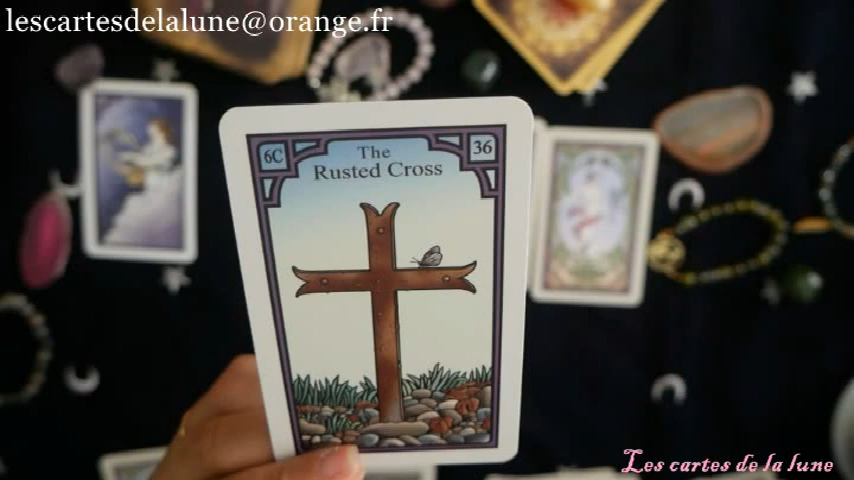 lescartesdelalune@orange.fr
6C
The
36
Rusted Cross
Les cartes de la lune